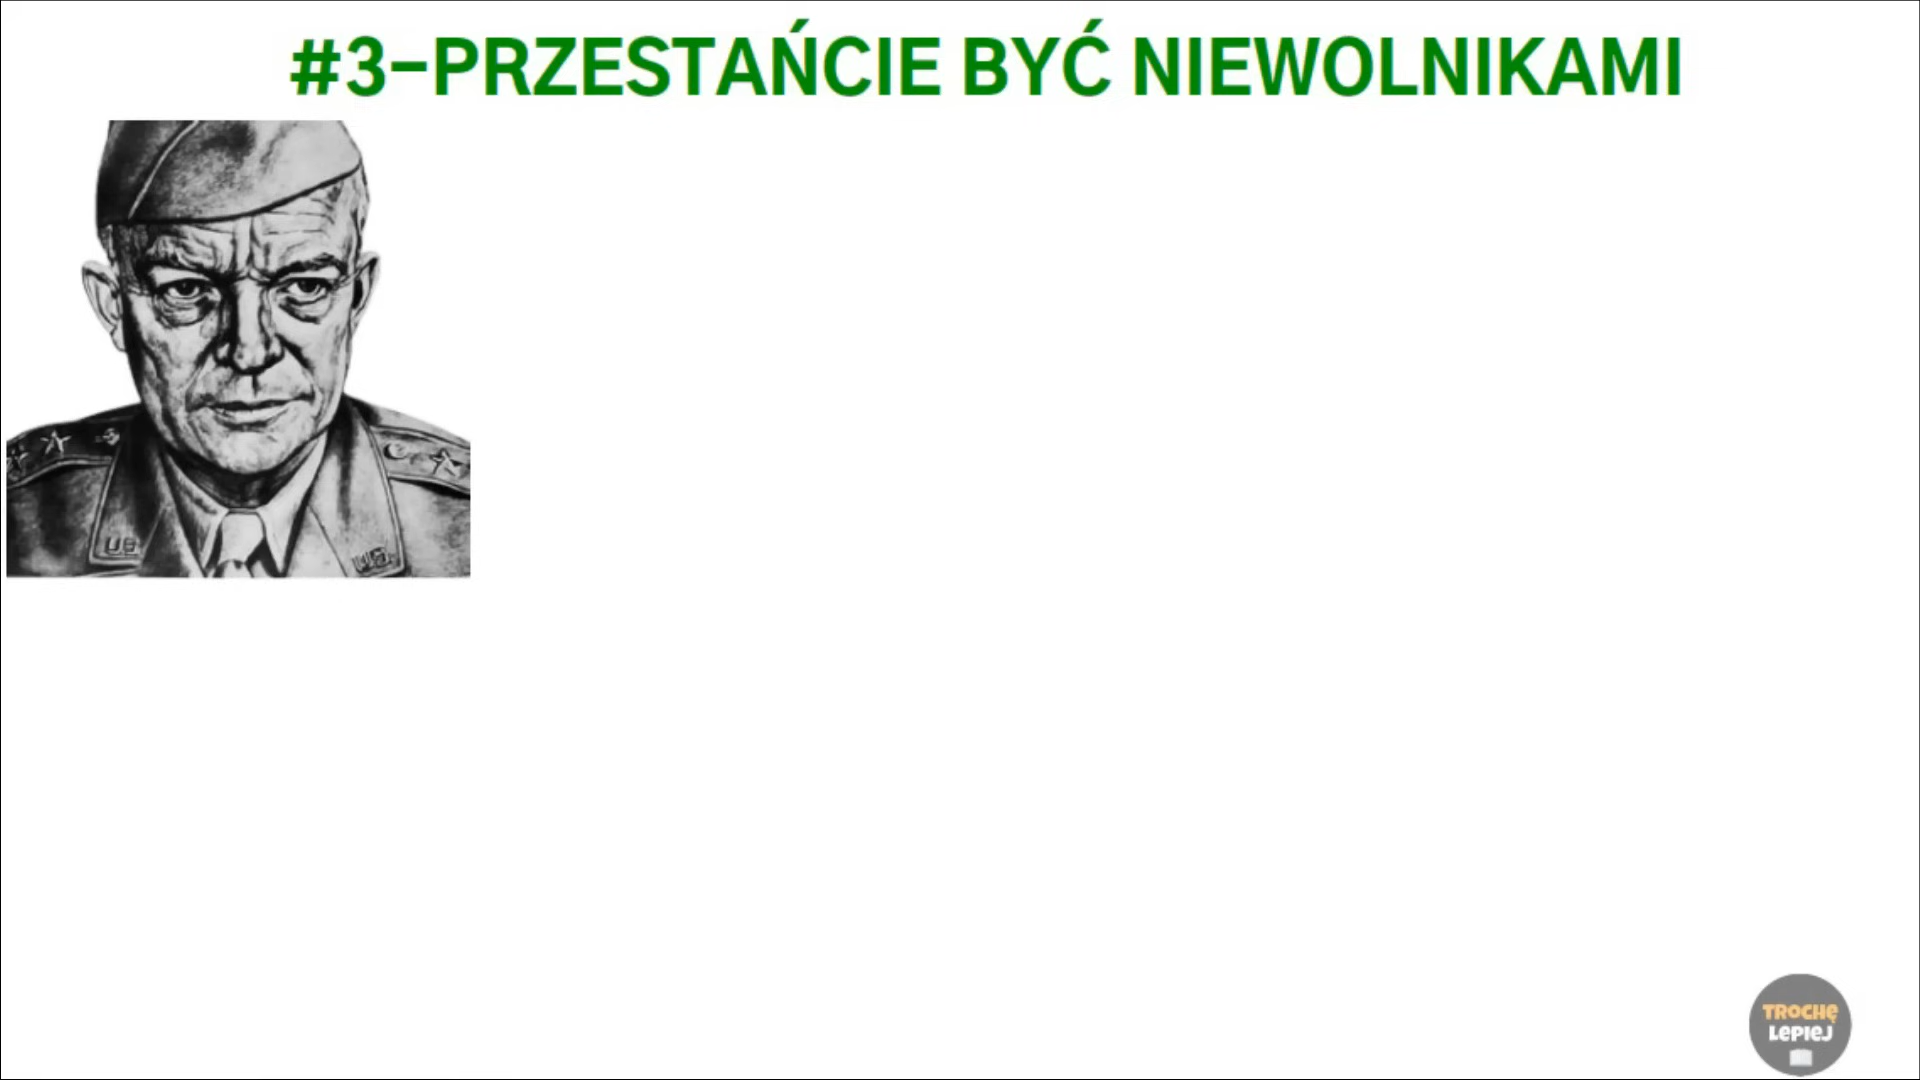 #3–PRZESTAŃCIE BYĆ NIEWOLNIKAMI
U.S.
TROCHĘ
LEPIEJ